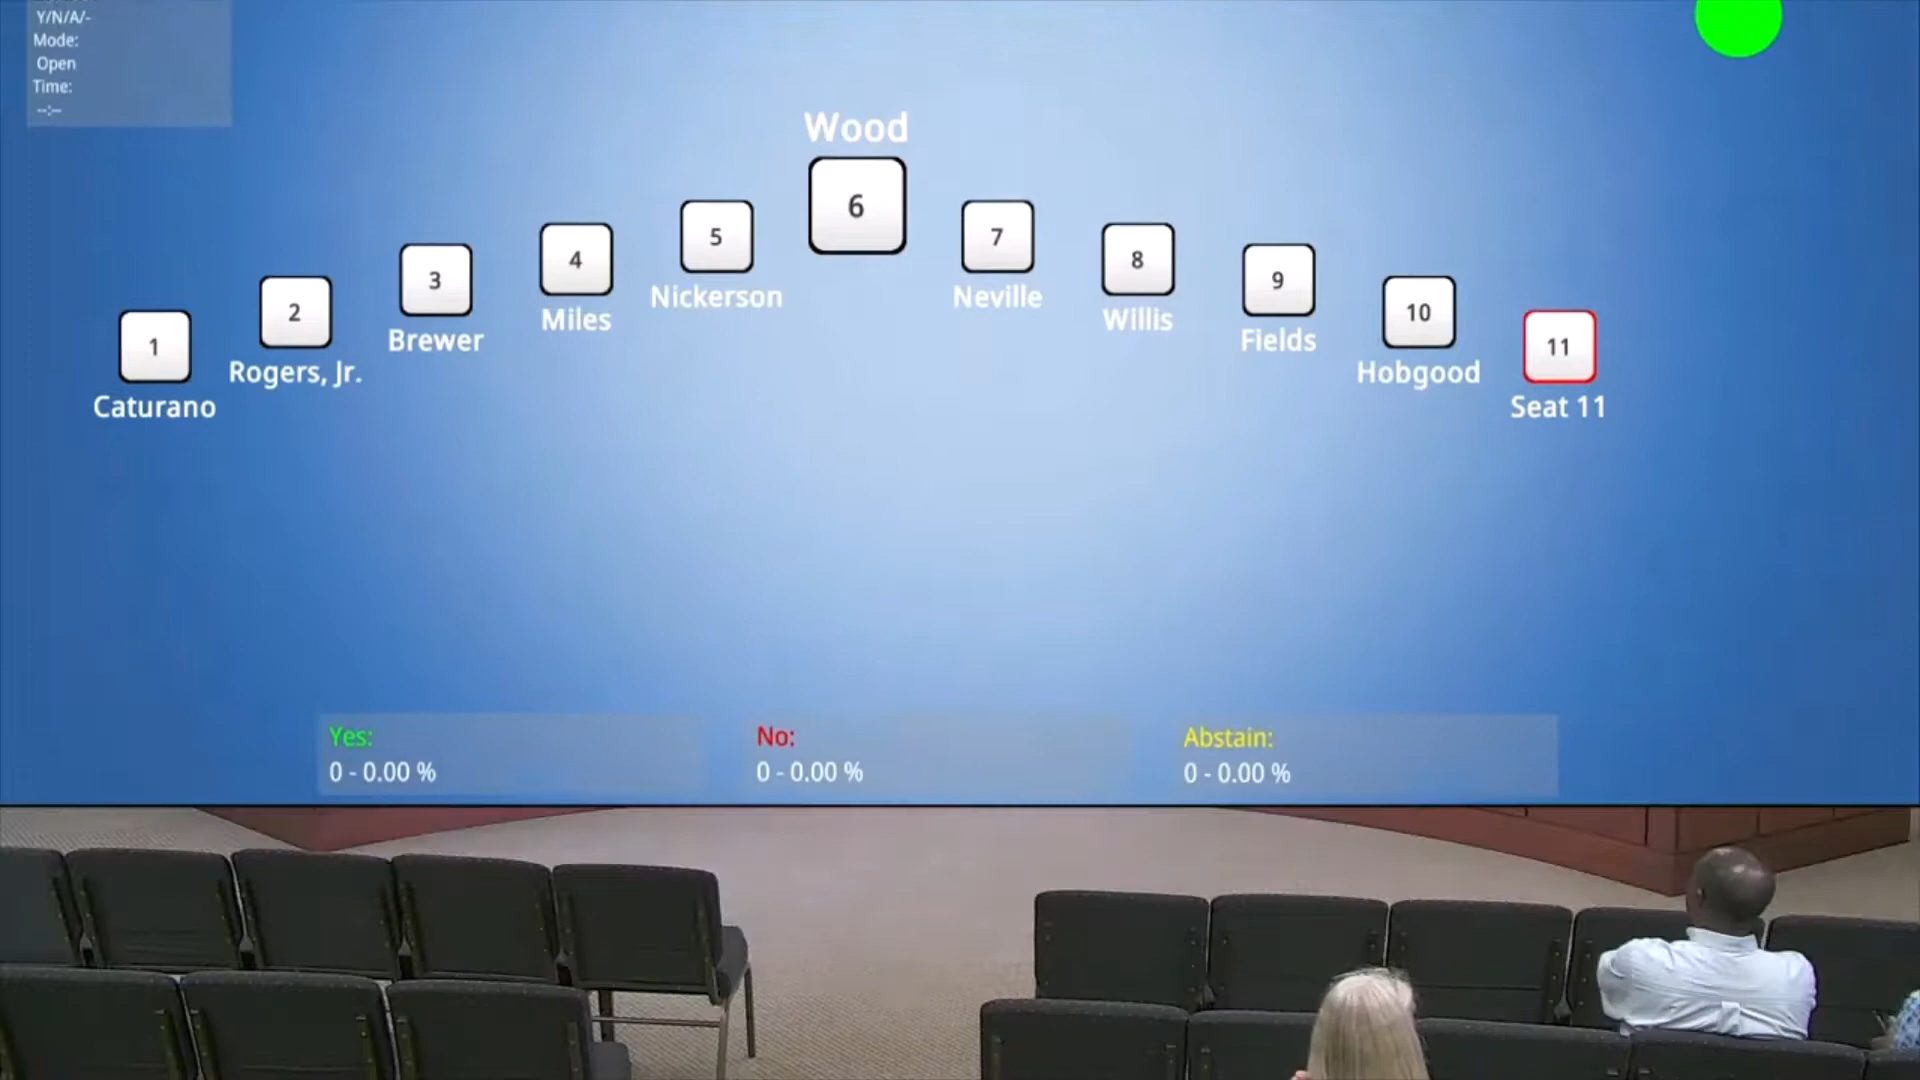 Y/N/A/-
Mode:
Open
Time:
--:--
Wood
6
5
7
Nickerson
Neville
4
8
Miles
Willis
3
9
Brewer
Fields
2
10
Rogers, Jr.
Hobgood
1
11
Caturano
Seat 11
Yes:
0 - 0.00 %
No:
0 - 0.00 %
Abstain:
0 - 0.00 %